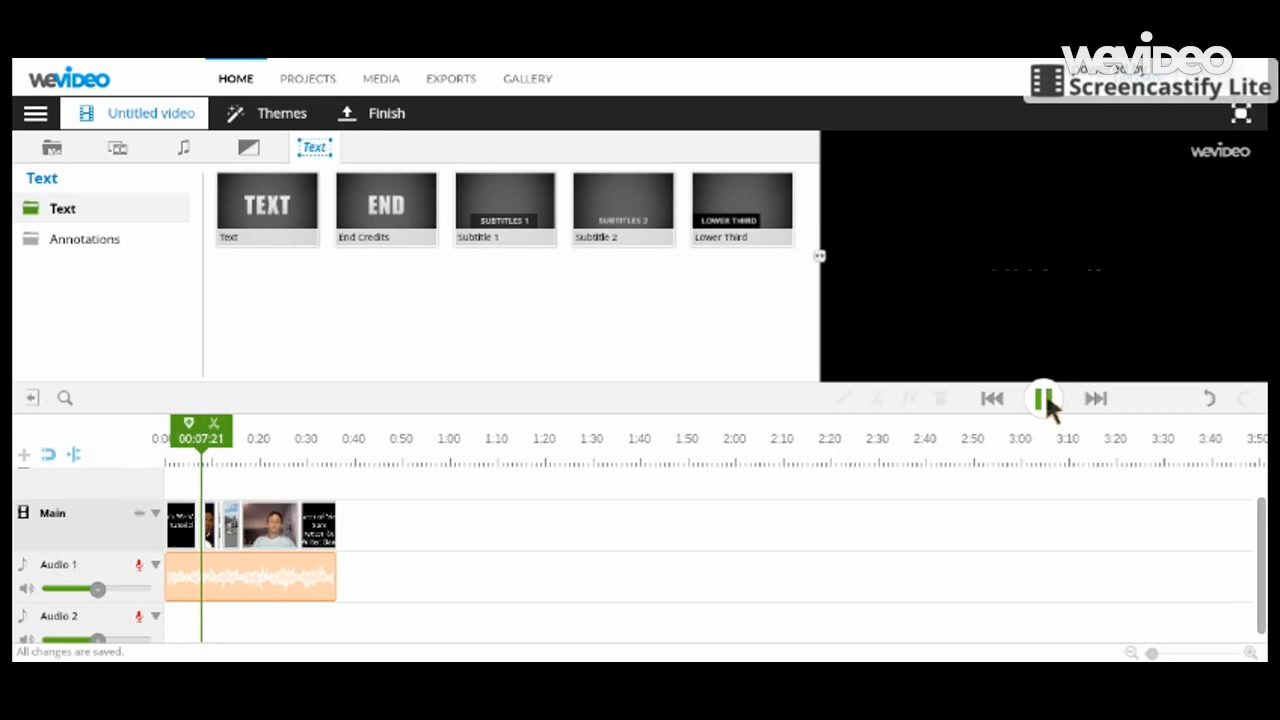 wevideo
Screencastify Lite
wevideo HOME PROJECTS MEDIA EXPORTS GALLERY
Untitled video Themes Finish
Text
wevideo
Text
Text
Annotations
TEXT END SUBTITLES 1 SUBTITLES 2 LOWER THIRD
Text End Credits Subtitle 1 Subtitle 2 Lower Third
00:07:21 0:20 0:30 0:40 0:50 1:00 1:10 1:20 1:30 1:40 1:50 2:00 2:10 2:20 2:30 2:40 2:50 3:00 3:10 3:20 3:30 3:40 3:50
Main
Audio 1
Audio 2
All changes are saved.